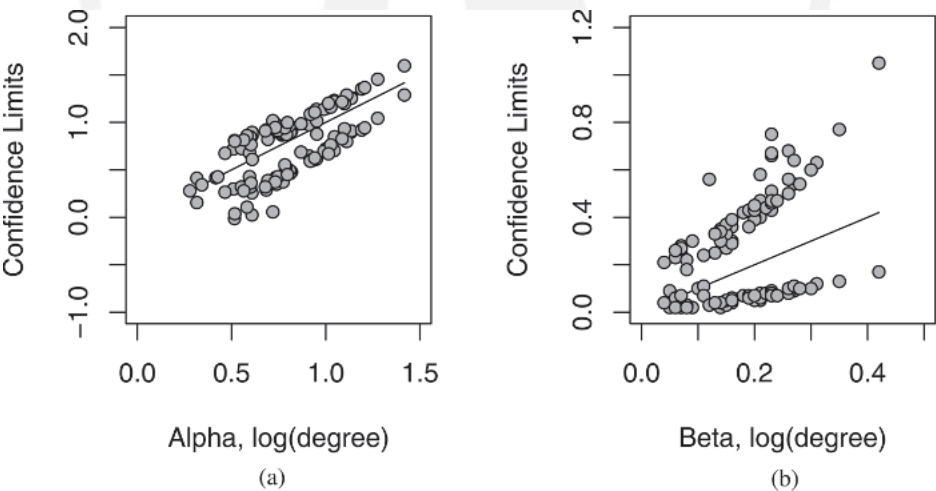 2.0
1.0
0.0
−1.0
Confidence Limits
0.0 0.5 1.0 1.5
Alpha, log(degree)
(a)
1.2
0.8
0.4
0.0
Confidence Limits
0.0 0.2 0.4
Beta, log(degree)
(b)